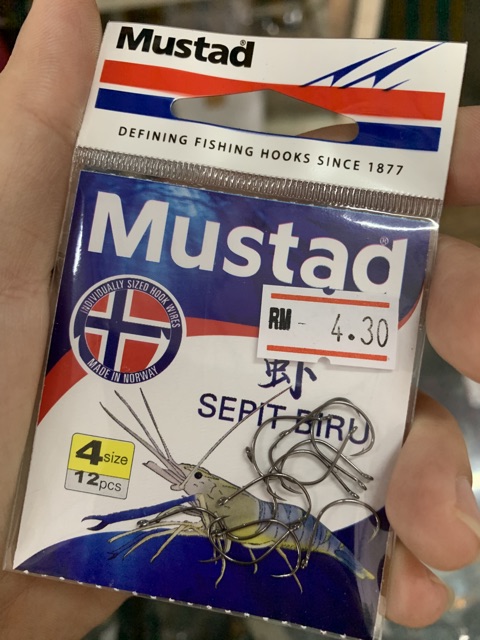 Mustad®
DEFINING FISHING HOOKS SINCE 1877
Mustad®
INDIVIDUALLY SIZED HOOK WIRES
MADE IN NORWAY
RM - 4.30
虾
SEPIT BIRU
4size
12pcs